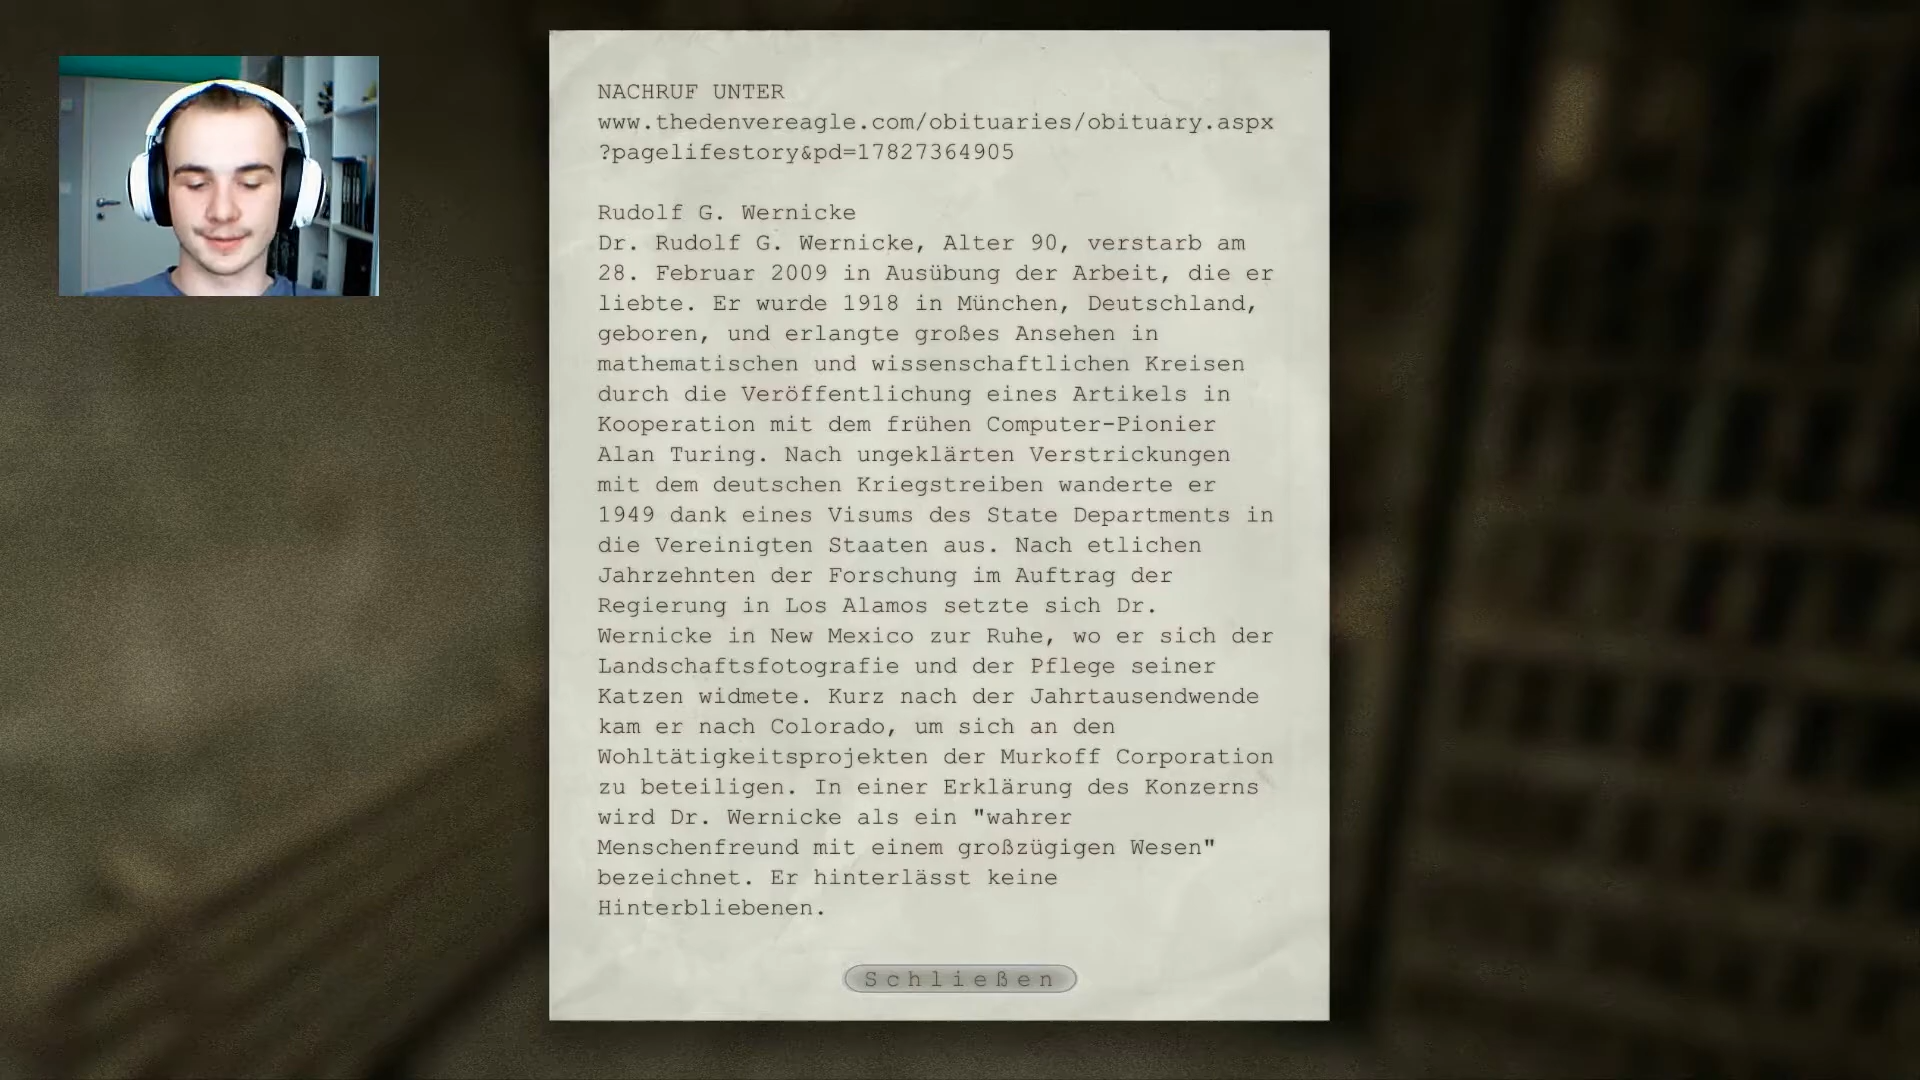 NACHRUF UNTER
www.thedenvereagle.com/obituaries/obituary.aspx
?pagelifestory&pd=17827364905
Rudolf G. Wernicke
Dr. Rudolf G. Wernicke, Alter 90, verstarb am
28. Februar 2009 in Ausübung der Arbeit, die er
liebte. Er wurde 1918 in München, Deutschland,
geboren, und erlangte großes Ansehen in
mathematischen und wissenschaftlichen Kreisen
durch die Veröffentlichung eines Artikels in
Kooperation mit dem frühen Computer-Pionier
Alan Turing. Nach ungeklärten Verstrickungen
mit dem deutschen Kriegstreiben wanderte er
1949 dank eines Visums des State Departments in
die Vereinigten Staaten aus. Nach etlichen
Jahrzehnten der Forschung im Auftrag der
Regierung in Los Alamos setzte sich Dr.
Wernicke in New Mexico zur Ruhe, wo er sich der
Landschaftsfotografie und der Pflege seiner
Katzen widmete. Kurz nach der Jahrtausendwende
kam er nach Colorado, um sich an den
Wohltätigkeitsprojekten der Murkoff Corporation
zu beteiligen. In einer Erklärung des Konzerns
wird Dr. Wernicke als ein "wahrer
Menschenfreund mit einem großzügigen Wesen"
bezeichnet. Er hinterlässt keine
Hinterbliebenen.
Schließen